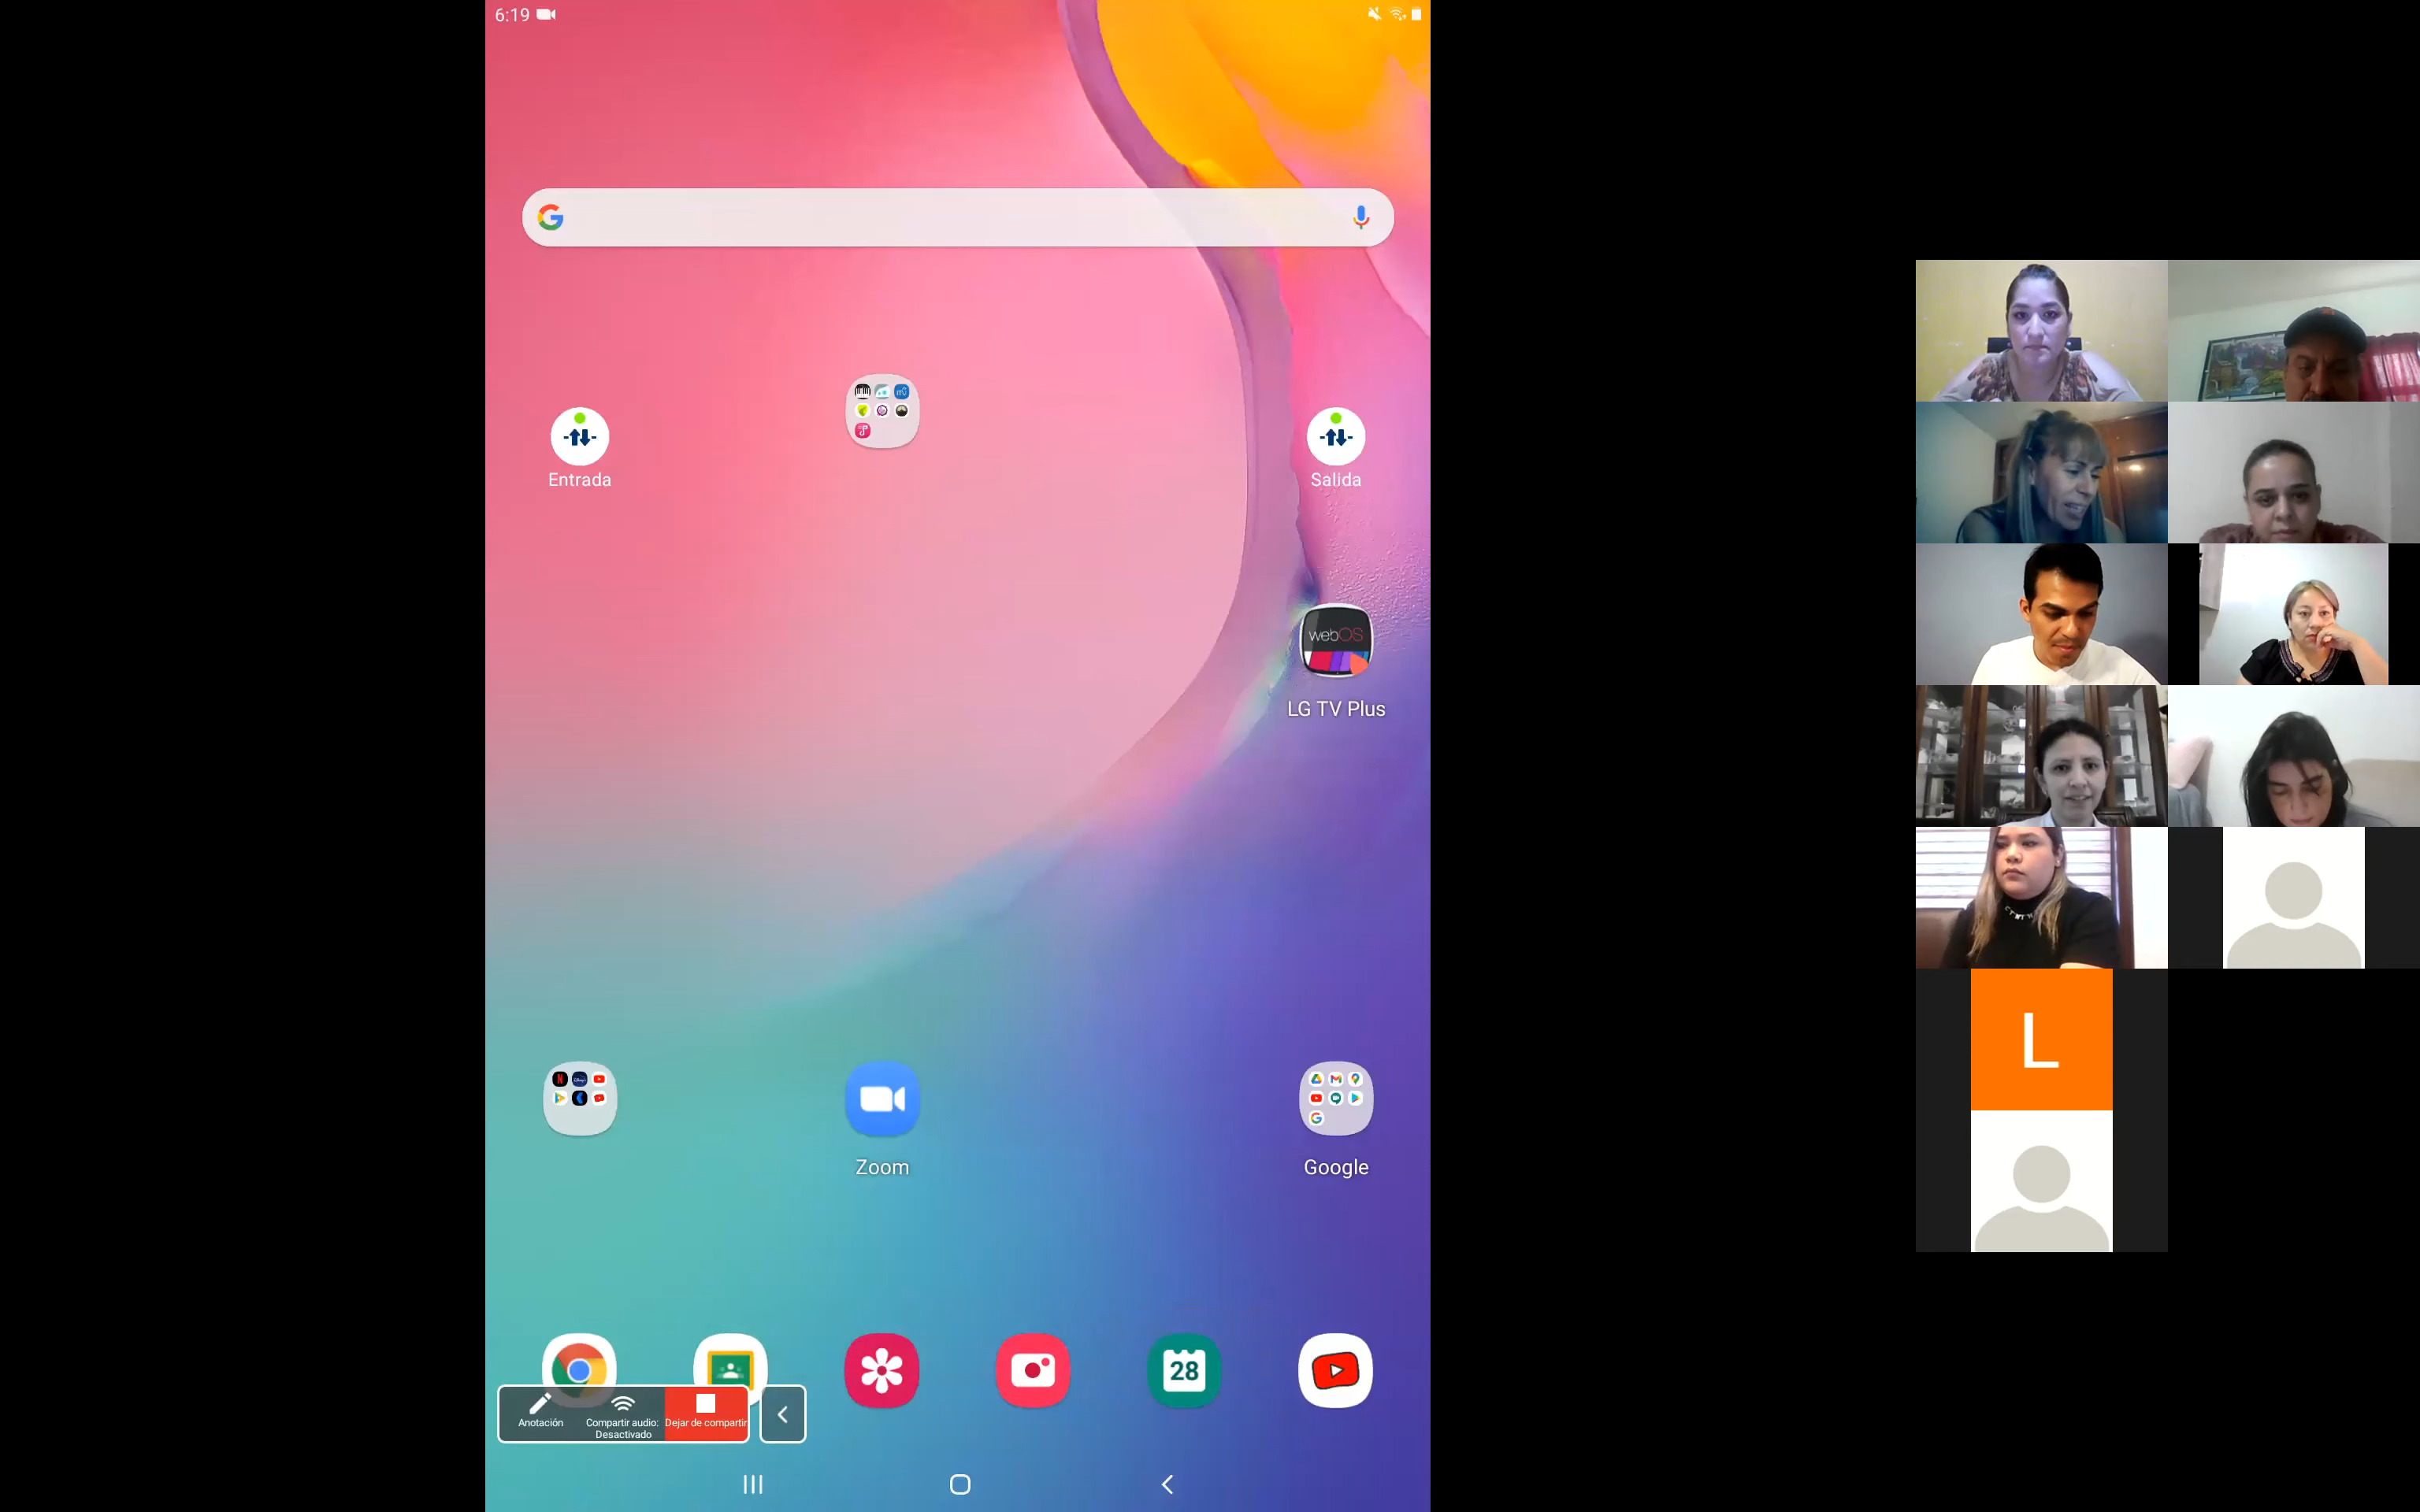 6:19
Entrada
Salida
webOS
LG TV Plus
Zoom
Google
28
Anotación
Compartir audio:
Desactivado
Dejar de compartir
L